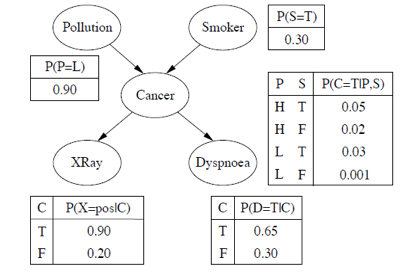 Pollution
Smoker
P(S=T)
0.30
P(P=L)
0.90
Cancer
P S P(C=T|P,S)
H T 0.05
H F 0.02
L T 0.03
L F 0.001
XRay
Dyspnoea
C P(X=pos|C)
T 0.90
F 0.20
C P(D=T|C)
T 0.65
F 0.30